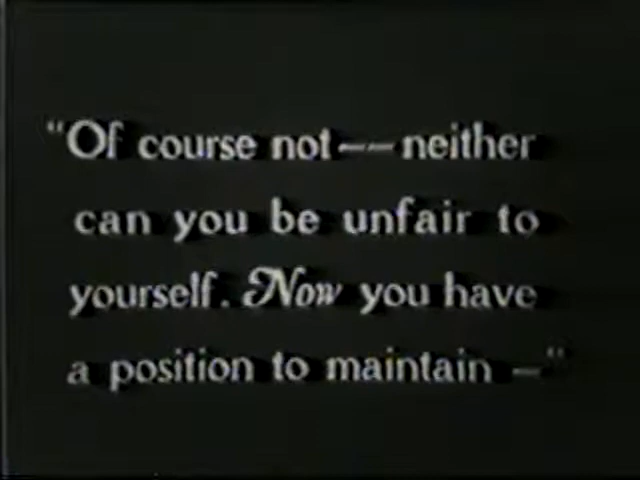 "Of course not——neither
can you be unfair to
yourself. Now you have
a position to maintain —"